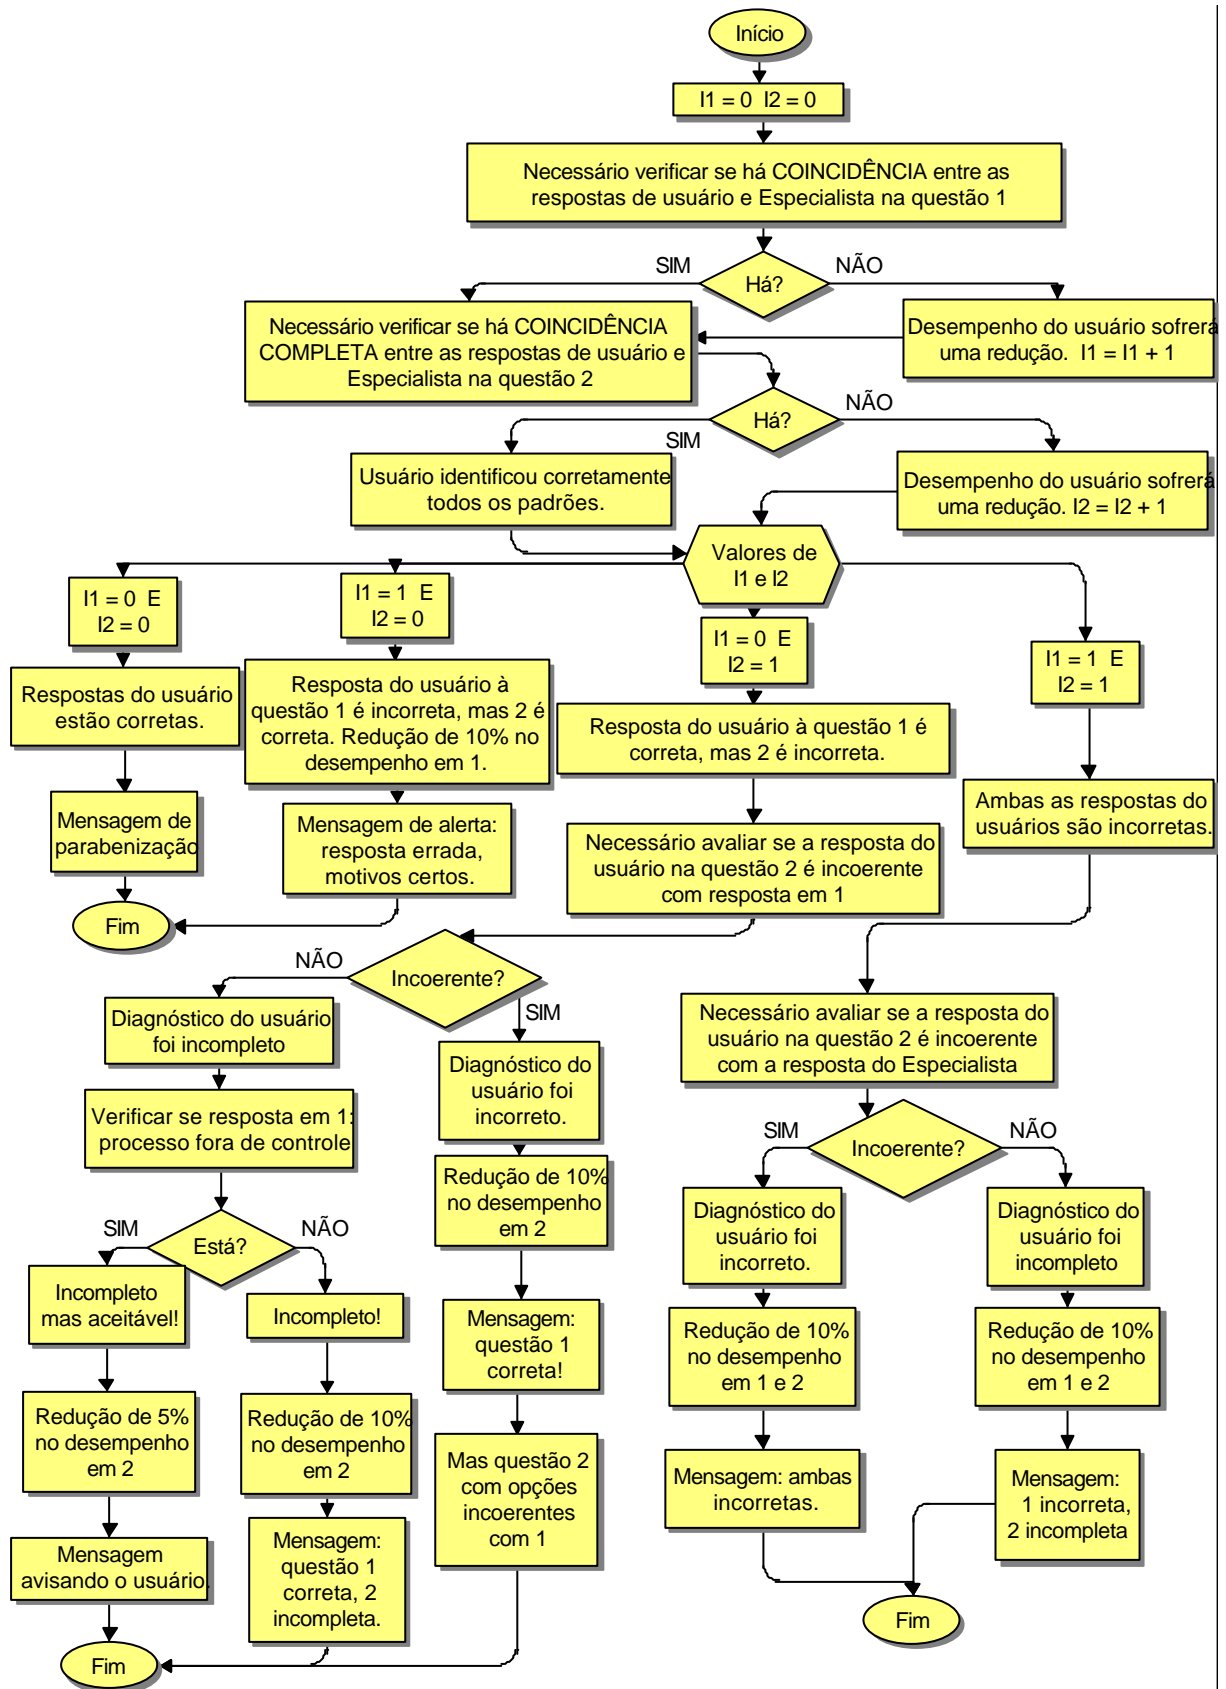 Início
I1 = 0 I2 = 0
Necessário verificar se há COINCIDÊNCIA entre as
respostas de usuário e Especialista na questão 1
SIM
NÃO
Há?
Necessário verificar se há COINCIDÊNCIA
COMPLETA entre as respostas de usuário e
Especialista na questão 2
Desempenho do usuário sofrerá
uma redução. I1 = I1 + 1
Há?
NÃO
SIM
Usuário identificou corretamente
todos os padrões.
Desempenho do usuário sofrerá
uma redução. I2 = I2 + 1
Valores de
I1 e I2
I1 = 0 E
I2 = 0
I1 = 1 E
I2 = 0
I1 = 0 E
I2 = 1
I1 = 1 E
I2 = 1
Respostas do usuário
estão corretas.
Resposta do usuário à
questão 1 é incorreta, mas 2 é
correta. Redução de 10% no
desempenho em 1.
Resposta do usuário à questão 1 é
correta, mas 2 é incorreta.
Ambas as respostas do
usuários são incorretas.
Mensagem de
parabenização
Mensagem de alerta:
resposta errada,
motivos certos.
Necessário avaliar se a resposta do
usuário na questão 2 é incoerente
com resposta em 1
Fim
NÃO
Incoerente?
SIM
Diagnóstico do usuário
foi incompleto
Necessário avaliar se a resposta do
usuário na questão 2 é incoerente
com a resposta do Especialista
Diagnóstico do
usuário foi
incorreto.
Verificar se resposta em 1:
processo fora de controle
SIM
Incoerente?
NÃO
Redução de 10%
no desempenho
em 2
Diagnóstico do
usuário foi
incorreto.
Diagnóstico do
usuário foi
incompleto
SIM
Está?
NÃO
Incompleto
mas aceitável!
Incompleto!
Mensagem:
questão 1
correta!
Redução de 10%
no desempenho
em 1 e 2
Redução de 10%
no desempenho
em 1 e 2
Redução de 5%
no desempenho
em 2
Redução de 10%
no desempenho
em 2
Mas questão 2
com opções
incoerentes
com 1
Mensagem: ambas
incorretas.
Mensagem:
1 incorreta,
2 incompleta
Mensagem
avisando o usuário.
Mensagem:
questão 1
correta, 2
incompleta.
Fim
Fim